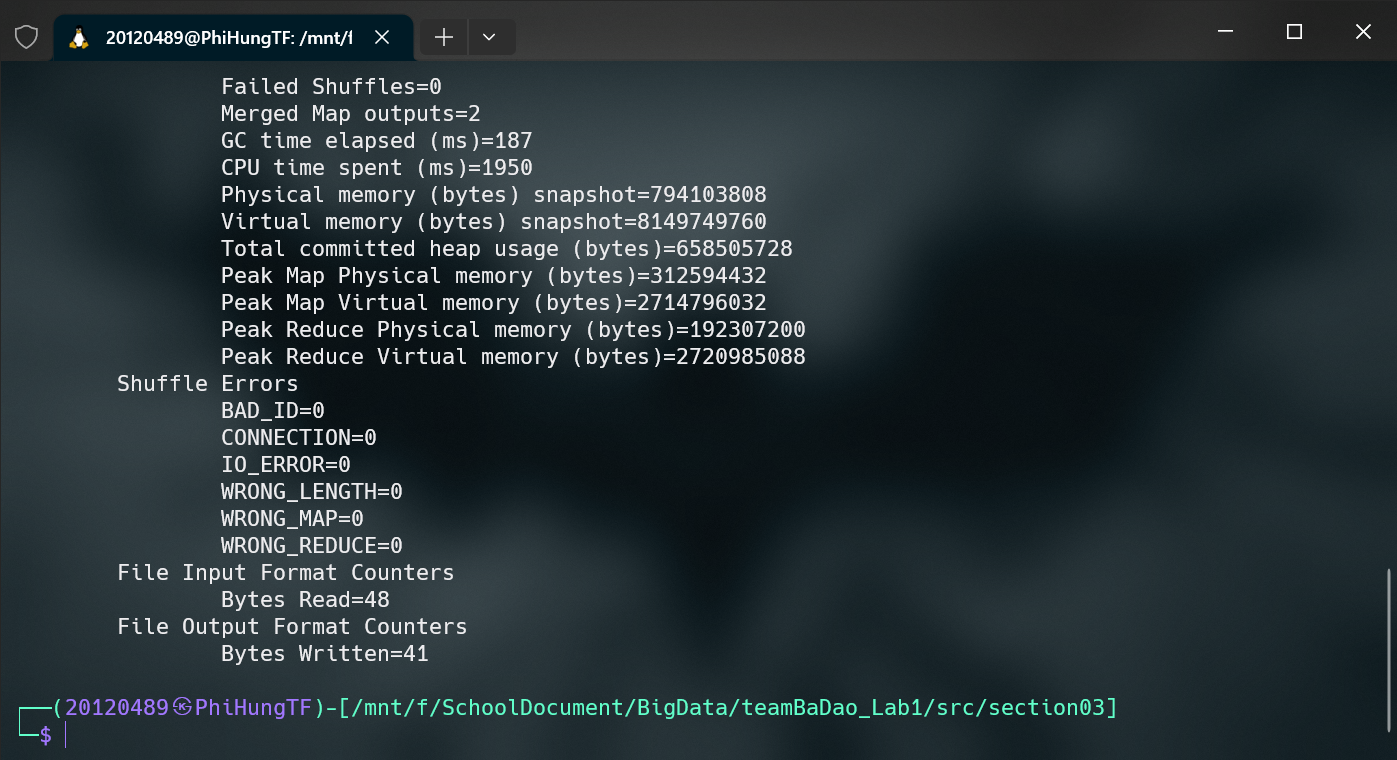 20120489@PhiHungTF: /mnt/f
Failed Shuffles=0
Merged Map outputs=2
GC time elapsed (ms)=187
CPU time spent (ms)=1950
Physical memory (bytes) snapshot=794103808
Virtual memory (bytes) snapshot=8149749760
Total committed heap usage (bytes)=658505728
Peak Map Physical memory (bytes)=312594432
Peak Map Virtual memory (bytes)=2714796032
Peak Reduce Physical memory (bytes)=192307200
Peak Reduce Virtual memory (bytes)=2720985088
Shuffle Errors
BAD_ID=0
CONNECTION=0
IO_ERROR=0
WRONG_LENGTH=0
WRONG_MAP=0
WRONG_REDUCE=0
File Input Format Counters
Bytes Read=48
File Output Format Counters
Bytes Written=41
┌──(20120489㉿PhiHungTF)-[/mnt/f/SchoolDocument/BigData/teamBaDao_Lab1/src/section03]
└─$